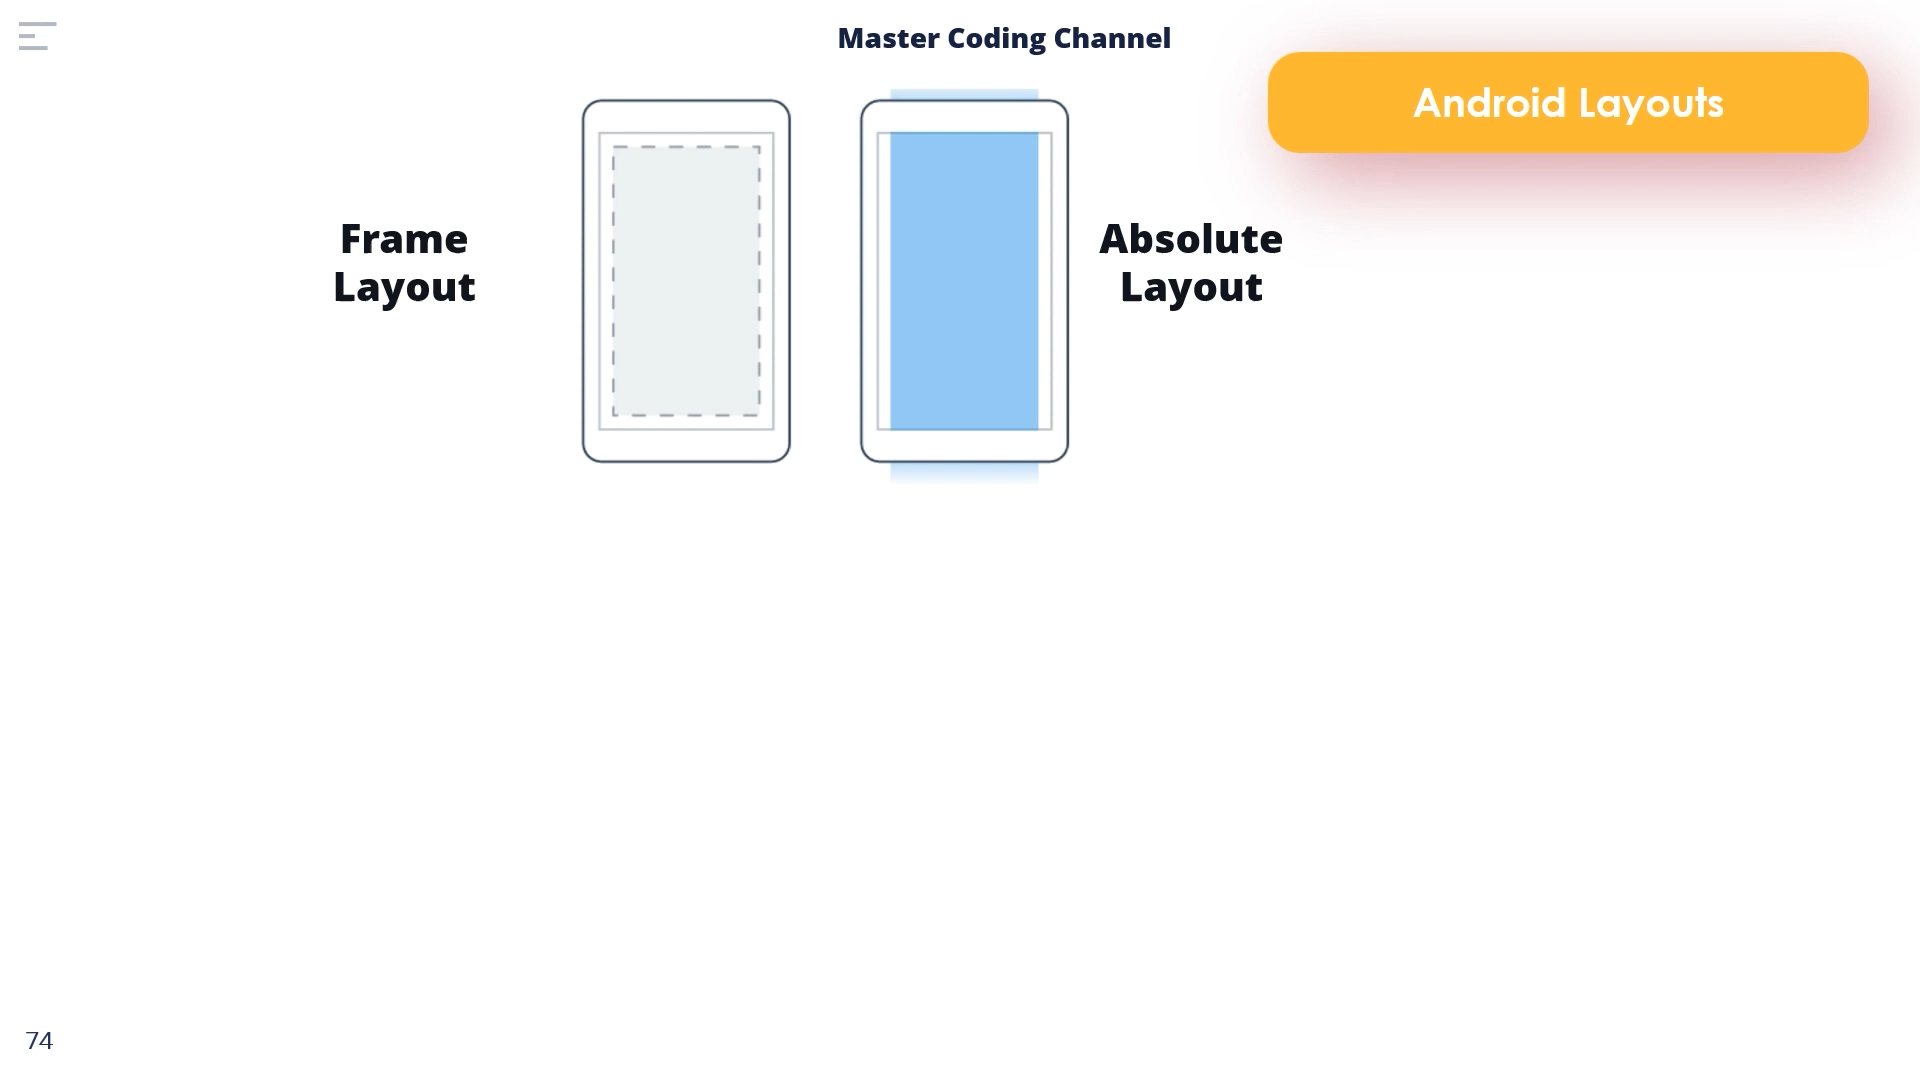 Master Coding Channel
Android Layouts
Frame
Layout
Absolute
Layout
74